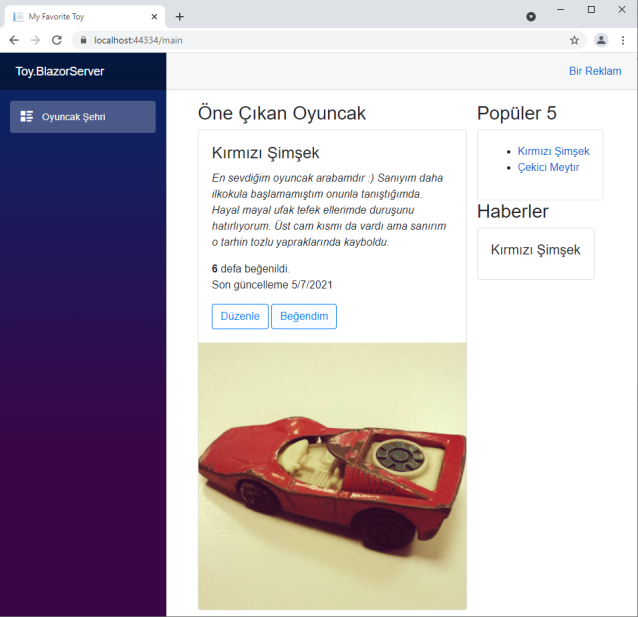 My Favorite Toy
localhost:44334/main
Toy.BlazorServer
Bir Reklam
Oyuncak Şehri
Öne Çıkan Oyuncak
Kırmızı Şimşek
En sevdiğim oyuncak arabamdır :) Sanıyım daha
ilkokula başlamamıştım onunla tanıştığımda.
Hayal mayal ufak tefek ellerimde duruşunu
hatırlıyorum. Üst cam kısmı da vardı ama sanırım
o tarihin tozlu yapraklarında kayboldu.
6 defa beğenildi.
Son güncelleme 5/7/2021
Düzenle
Beğendim
Popüler 5
Kırmızı Şimşek
Çekici Meytır
Haberler
Kırmızı Şimşek